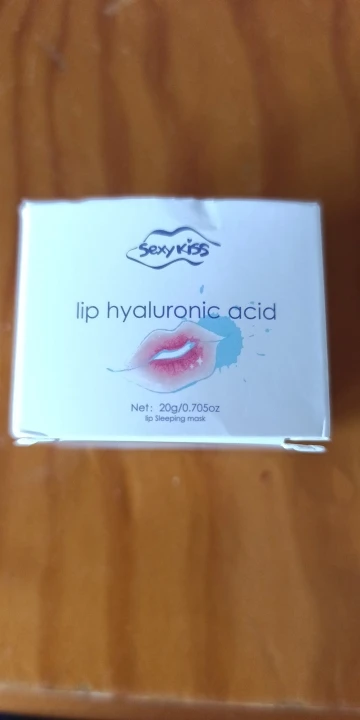 sexy kiss
lip hyaluronic acid
Net: 20g/0.705oz
lip Sleeping mask